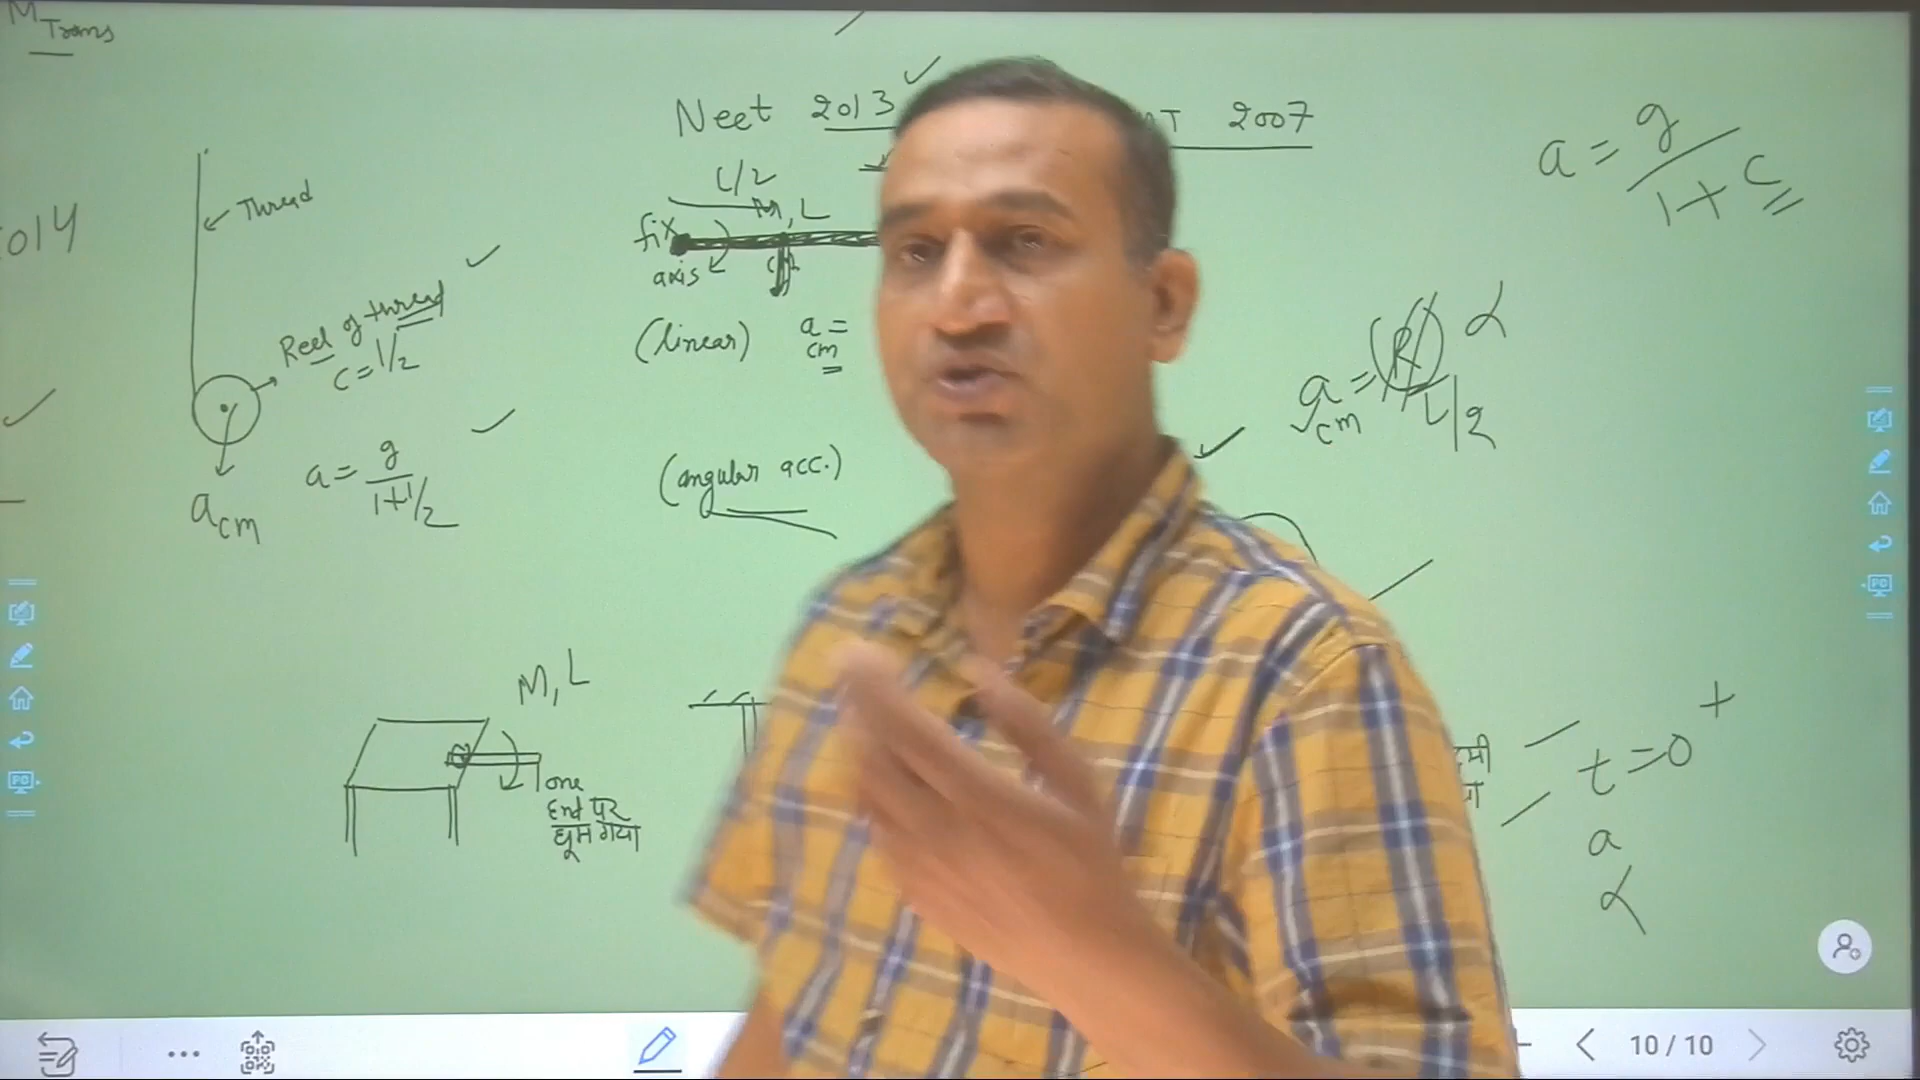 M Trans
Neet 2013
2007
a = g / 1+C
L/2
Thread
M, L
014
fix
axis
Reel of thread
C = 1/2
(linear) a cm =
a cm = (R) α
L/2
a = g / 1+1/2
(angular acc.)
a cm
M, L
one
End पर
घूम गया
t = 0+
a
α
10 / 10